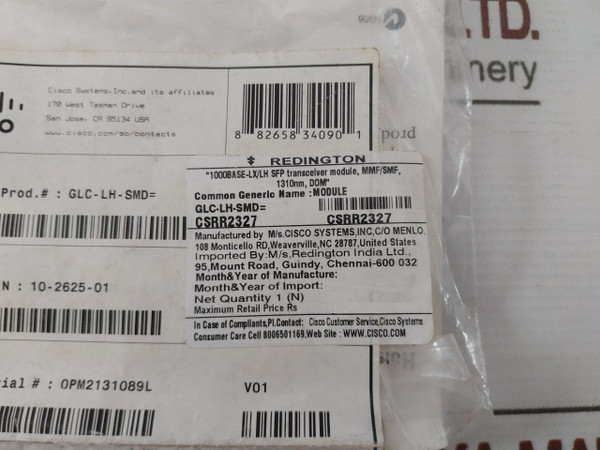 N906
LTD.
nery
Cisco Systems,Inc.and its affiliates
170 West Tasman Drive
San Jose, CA 95134 USA
www.cisco.com/go/contacts
8 82658 34090 1
Prod.# : GLC-LH-SMD=
N : 10-2625-01
ial # : OPM2131089L
V01
REDINGTON
"1000BASE-LX/LH SFP transceiver module, MMF/SMF,
1310nm, DOM"
Common Generic Name : MODULE
GLC-LH-SMD=
CSRR2327 CSRR2327
Manufactured by M/s.CISCO SYSTEMS,INC,C/O MENLO,
108 Monticello RD,Weaverville,NC 28787,United States
Imported By:M/s.Redington India Ltd.,
95,Mount Road, Guindy, Chennai-600 032
Month&Year of Manufacture:
Month&Year of Import:
Net Quantity 1 (N)
Maximum Retail Price Rs
In Case of Compliants,Pl.Contact: Cisco Customer Service,Cisco Systems
Consumer Care Cell 8006501169,Web Site : WWW.CISCO.COM